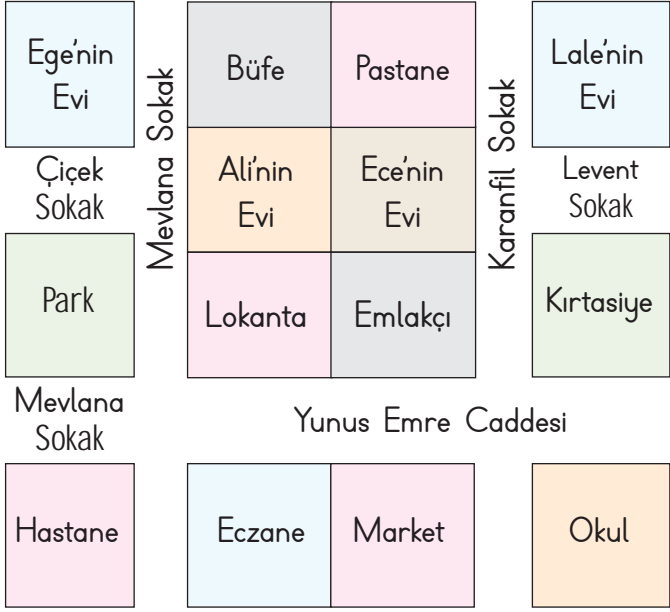 Ege'nin
Evi
Büfe
Pastane
Lale'nin
Evi
Mevlana Sokak
Karanfil Sokak
Çiçek
Sokak
Ali'nin
Evi
Ece'nin
Evi
Levent
Sokak
Park
Lokanta
Emlakçı
Kırtasiye
Mevlana
Sokak
Yunus Emre Caddesi
Hastane
Eczane
Market
Okul